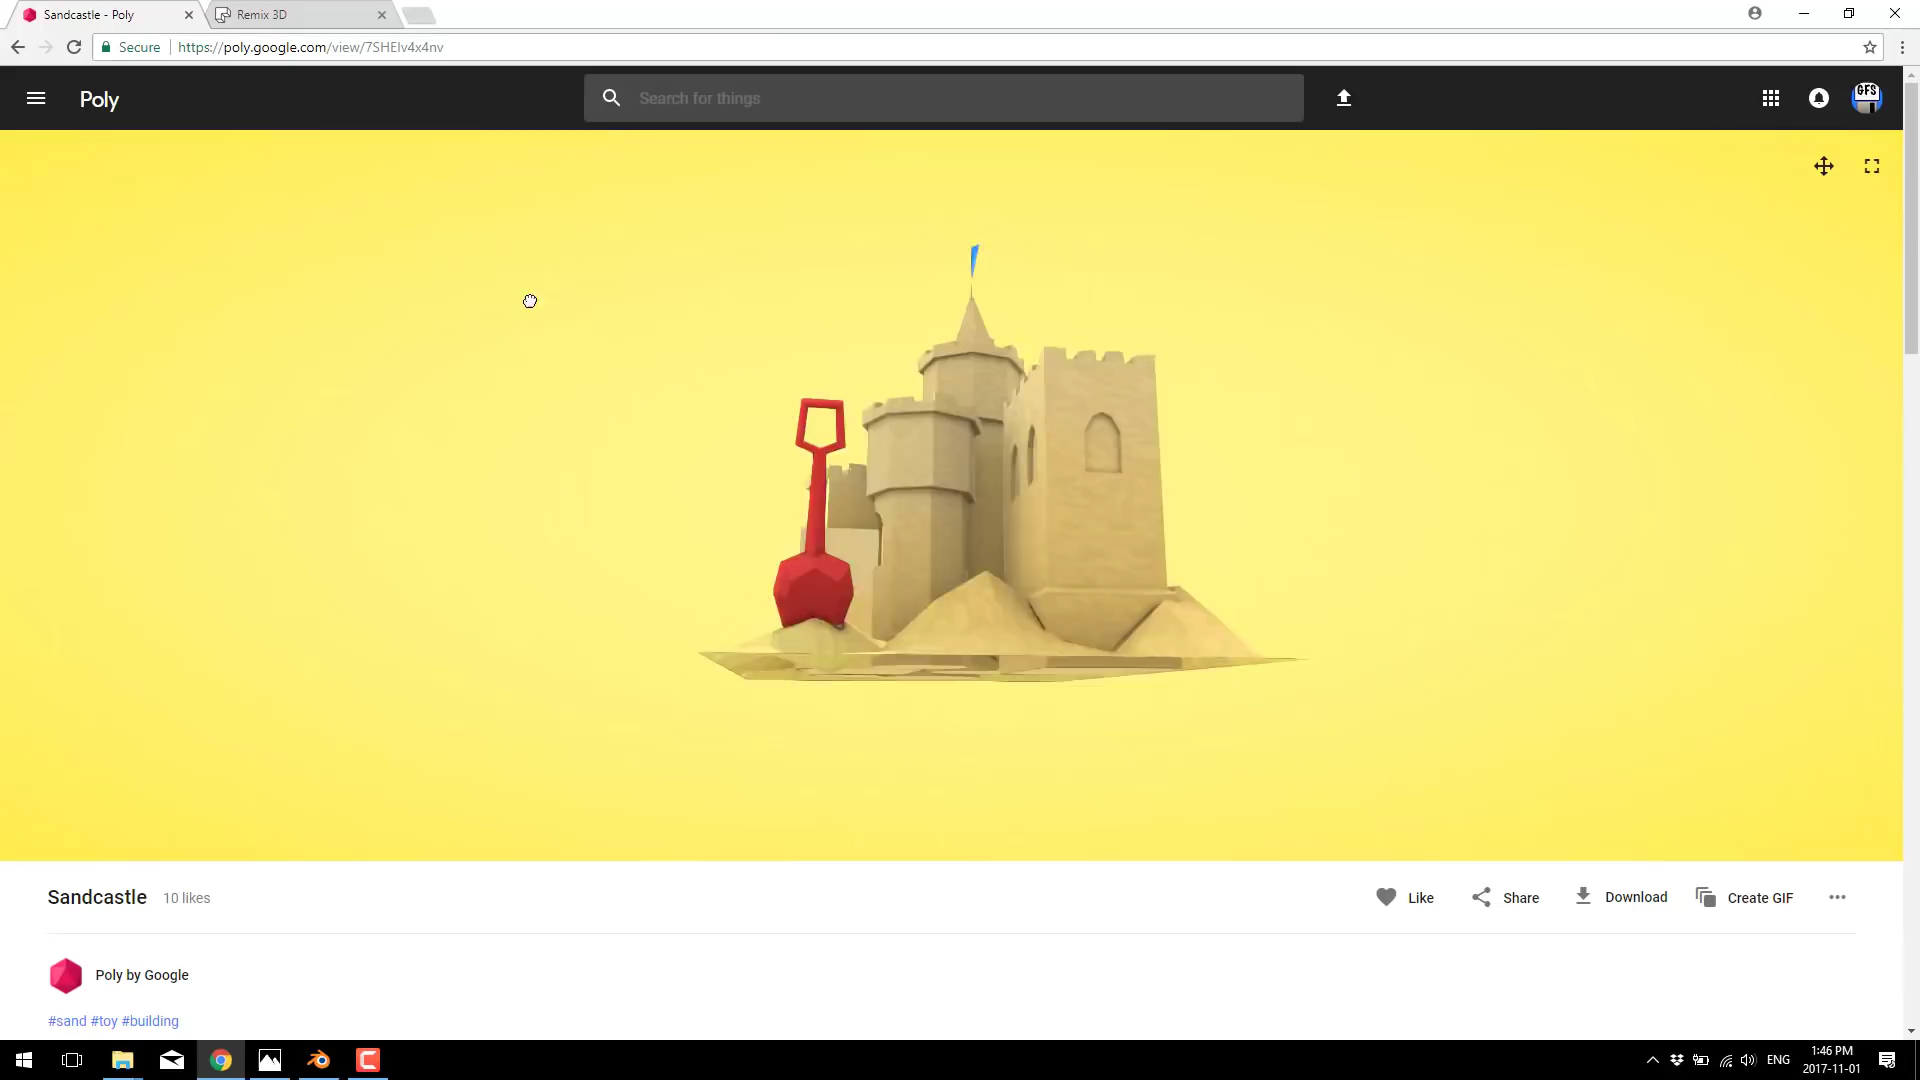 Sandcastle - Poly
Remix 3D
Secure
https://poly.google.com/view/7SHElv4x4nv
Poly
Search for things
GFS
Sandcastle 10 likes
Like
Share
Download
Create GIF
Poly by Google
#sand #toy #building
ENG
1:46 PM
2017-11-01